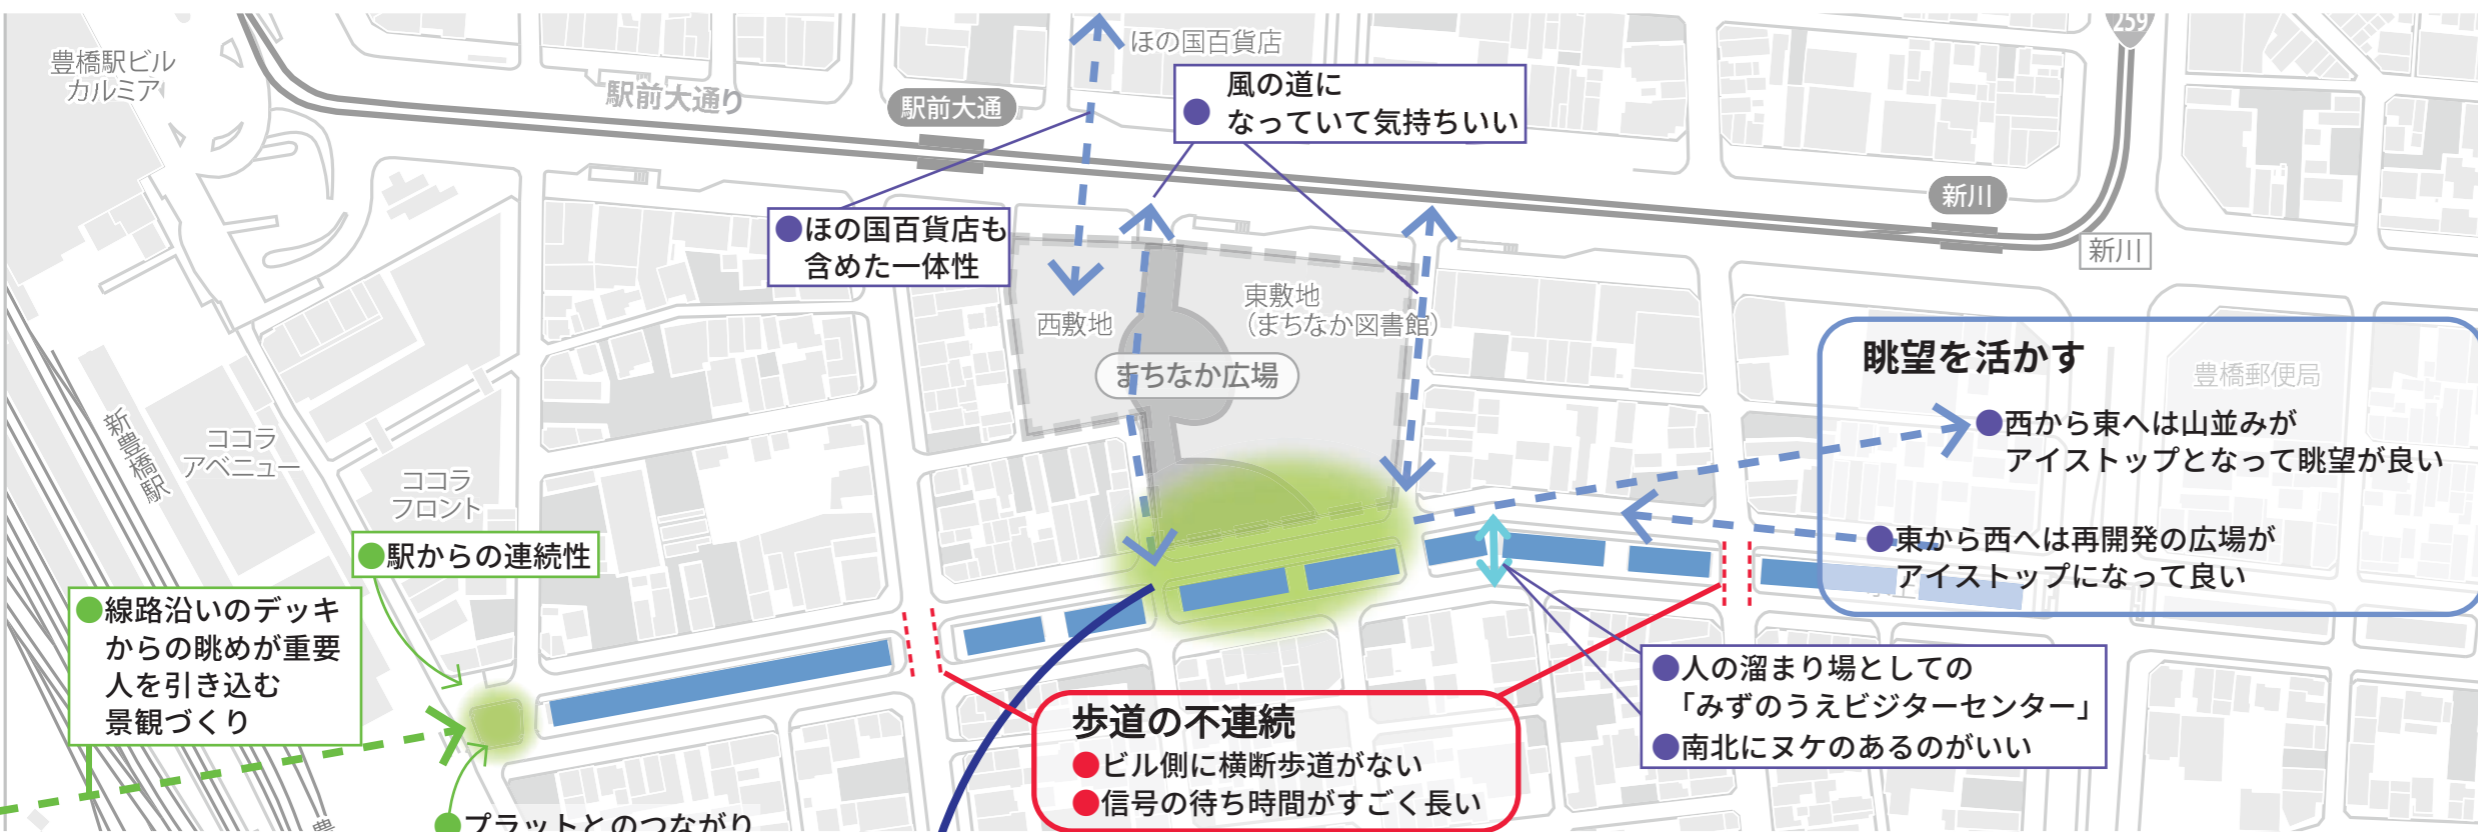 259
豊橋駅ビル
カルミア
ほの国百貨店
駅前大通り
駅前大通
●風の道に
なっていて気持ちいい
新川
新川
●ほの国百貨店も
含めた一体性
西敷地
東敷地
（まちなか図書館）
まちなか広場
眺望を活かす
豊橋郵便局
●西から東へは山並みが
アイストップとなって眺望が良い
●東から西へは再開発の広場が
アイストップになって良い
新豊橋駅
ココラ
アベニュー
ココラ
フロント
●駅からの連続性
●線路沿いのデッキ
からの眺めが重要
人を引き込む
景観づくり
歩道の不連続
●ビル側に横断歩道がない
●信号の待ち時間がすごく長い
●人の溜まり場としての
「みずのうえビジターセンター」
●南北にヌケのあるのがいい
●プラットとのつながり